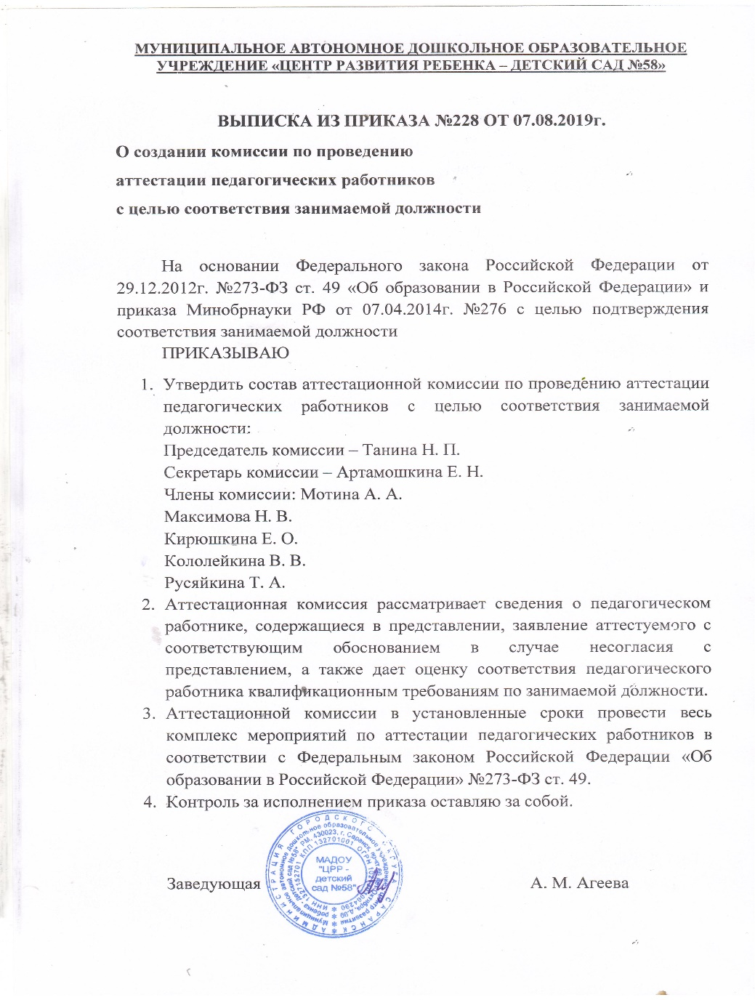 МУНИЦИПАЛЬНОЕ АВТОНОМНОЕ ДОШКОЛЬНОЕ ОБРАЗОВАТЕЛЬНОЕ
УЧРЕЖДЕНИЕ «ЦЕНТР РАЗВИТИЯ РЕБЕНКА – ДЕТСКИЙ САД №58»
ВЫПИСКА ИЗ ПРИКАЗА №228 ОТ 07.08.2019г.
О создании комиссии по проведению
аттестации педагогических работников
с целью соответствия занимаемой должности
На основании Федерального закона Российской Федерации от
29.12.2012г. №273-ФЗ ст. 49 «Об образовании в Российской Федерации» и
приказа Минобрнауки РФ от 07.04.2014г. №276 с целью подтверждения
соответствия занимаемой должности
ПРИКАЗЫВАЮ
1. Утвердить состав аттестационной комиссии по проведению аттестации
педагогических работников с целью соответствия занимаемой
должности:
Председатель комиссии – Танина Н. П.
Секретарь комиссии – Артамошкина Е. Н.
Члены комиссии: Мотина А. А.
Максимова Н. В.
Кирюшкина Е. О.
Кололейкина В. В.
Русяйкина Т. А.
2. Аттестационная комиссия рассматривает сведения о педагогическом
работнике, содержащиеся в представлении, заявление аттестуемого с
соответствующим обоснованием в случае несогласия с
представлением, а также дает оценку соответствия педагогического
работника квалификационным требованиям по занимаемой должности.
3. Аттестационной комиссии в установленные сроки провести весь
комплекс мероприятий по аттестации педагогических работников в
соответствии с Федеральным законом Российской Федерации «Об
образовании в Российской Федерации» №273-ФЗ ст. 49.
4. Контроль за исполнением приказа оставляю за собой.
Заведующая А. М. Агеева
МАДОУ
"ЦРР -
детский
сад №58"